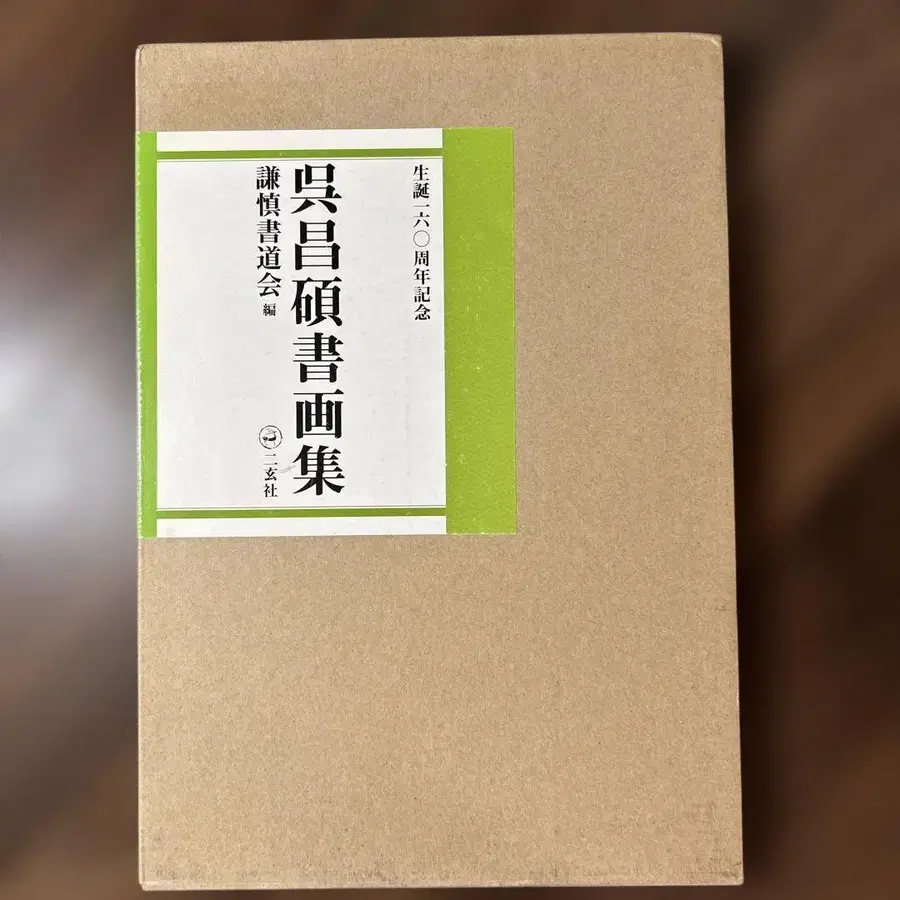 生誕一六〇周年記念
呉昌碩書画集
謙慎書道会 編
二玄社